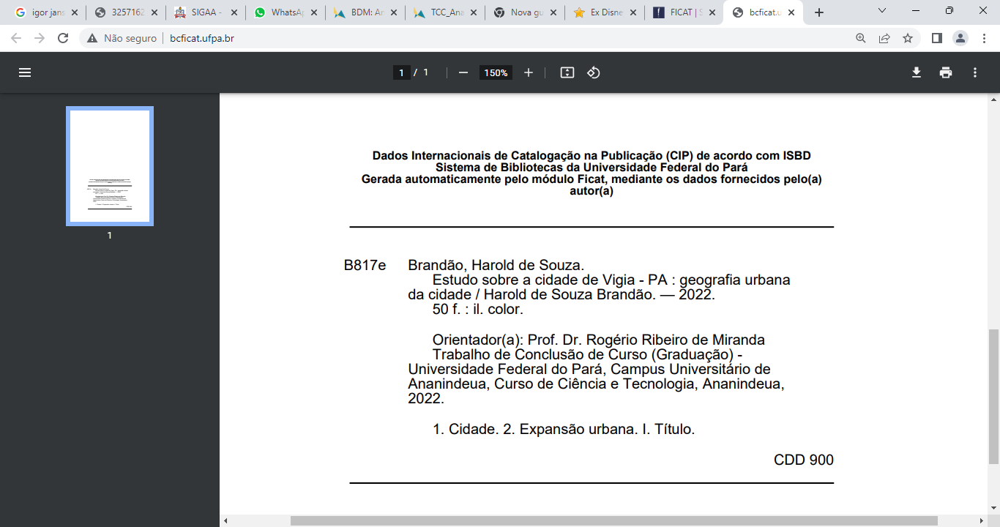 igor jans
3257162
SIGAA -
WhatsAp
BDM: An
TCC_Ana
Nova gu
Ex Disne
FICAT | S
bcficat.u
Não seguro
bcficat.ufpa.br
1 / 1
150%
1
Dados Internacionais de Catalogação na Publicação (CIP) de acordo com ISBD
Sistema de Bibliotecas da Universidade Federal do Pará
Gerada automaticamente pelo módulo Ficat, mediante os dados fornecidos pelo(a)
autor(a)
B817e Brandão, Harold de Souza.
Estudo sobre a cidade de Vigia - PA : geografia urbana
da cidade / Harold de Souza Brandão. — 2022.
50 f. : il. color.
Orientador(a): Prof. Dr. Rogério Ribeiro de Miranda
Trabalho de Conclusão de Curso (Graduação) -
Universidade Federal do Pará, Campus Universitário de
Ananindeua, Curso de Ciência e Tecnologia, Ananindeua,
2022.
1. Cidade. 2. Expansão urbana. I. Título.
CDD 900